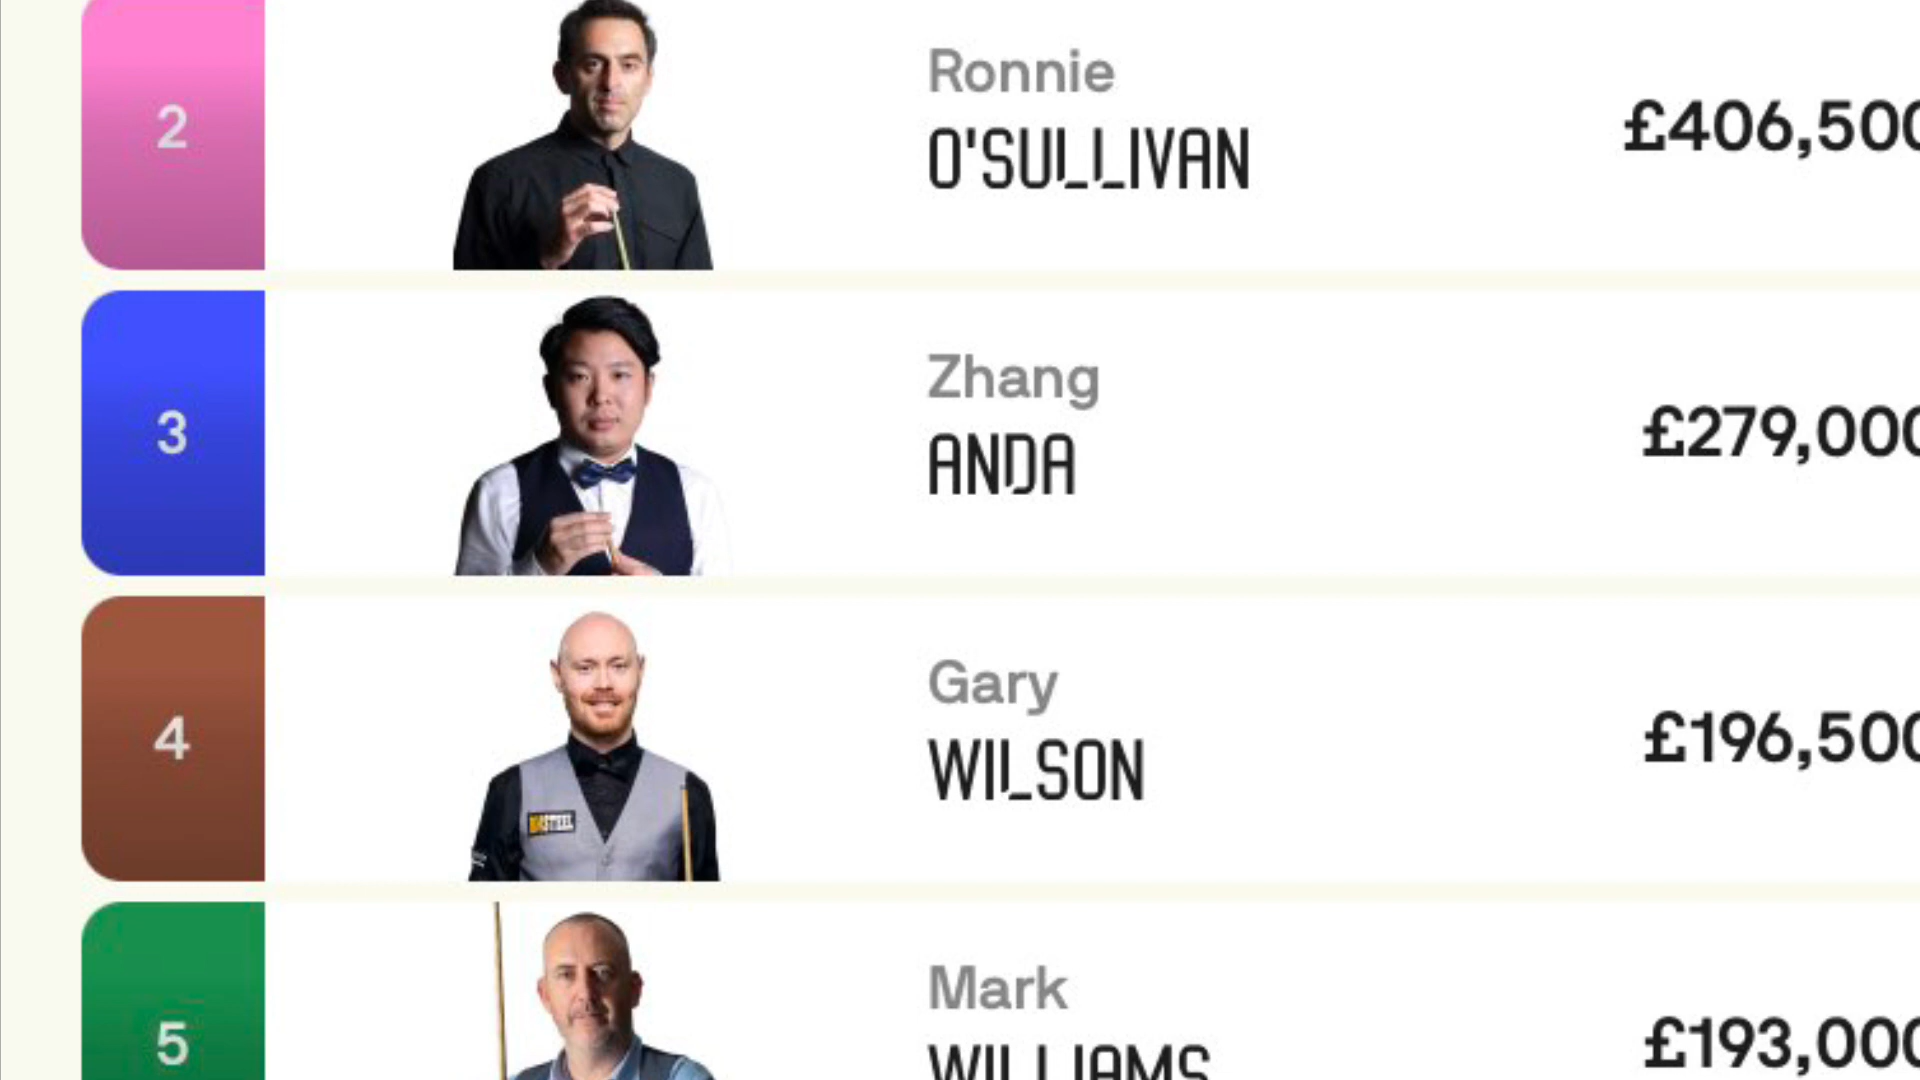 2
Ronnie
O'SULLIVAN
£406,500
3
Zhang
ANDA
£279,000
4
Gary
WILSON
£196,500
5
Mark
WILLIAMS
£193,000